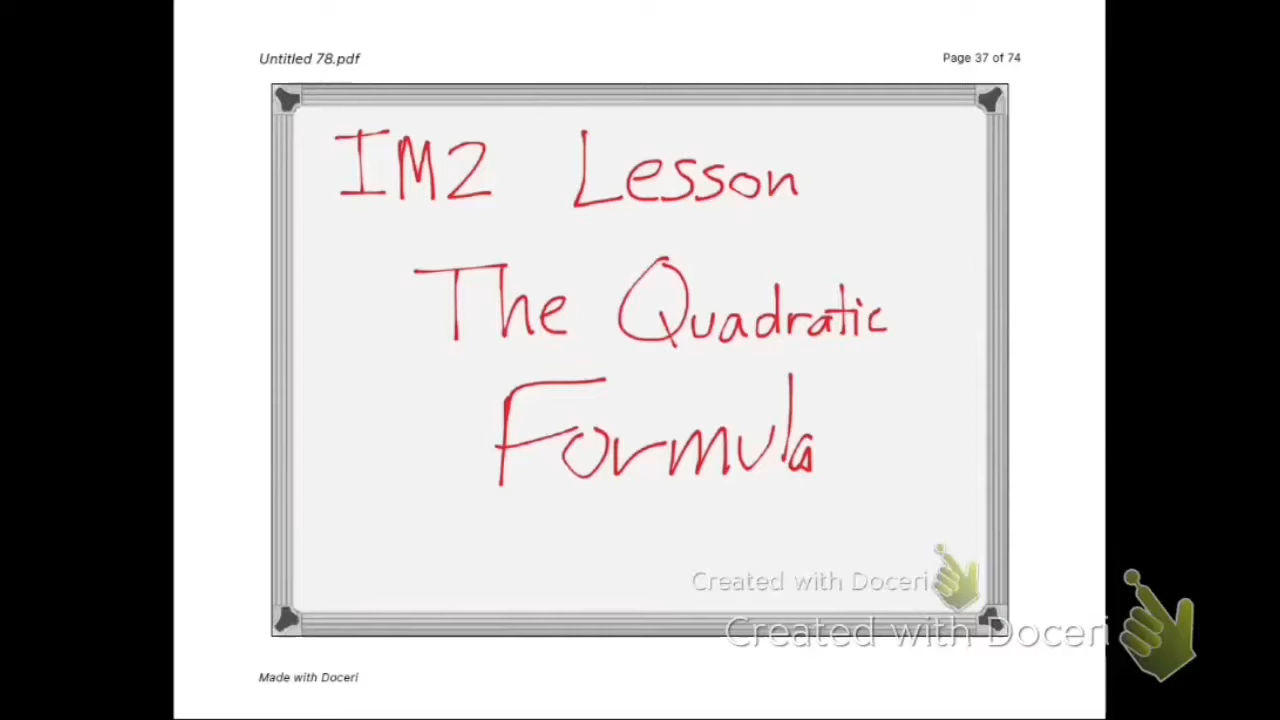 Untitled 78.pdf
Page 37 of 74
IM2 Lesson
The Quadratic
Formula
Created with Doceri
Created with Doceri
Made with Doceri